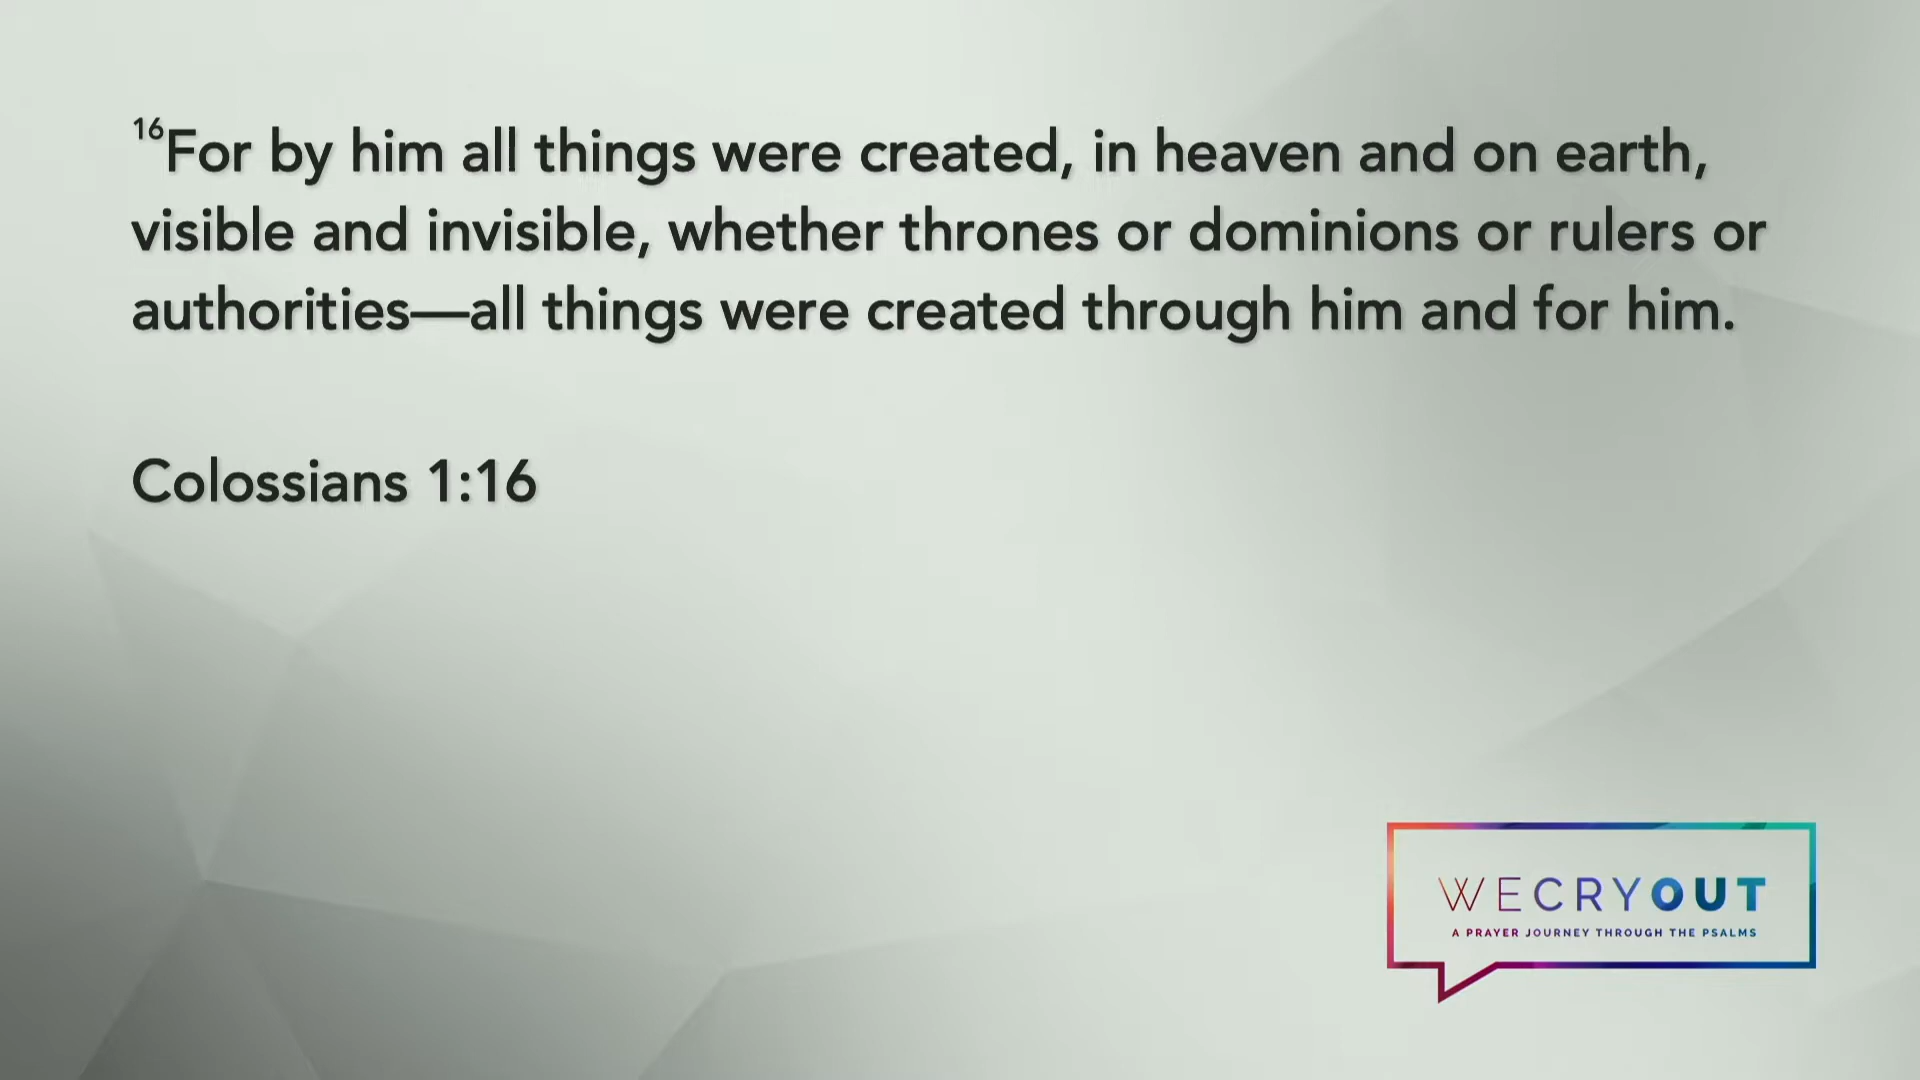 16For by him all things were created, in heaven and on earth,
visible and invisible, whether thrones or dominions or rulers or
authorities—all things were created through him and for him.
Colossians 1:16
WECRYOUT
A PRAYER JOURNEY THROUGH THE PSALMS